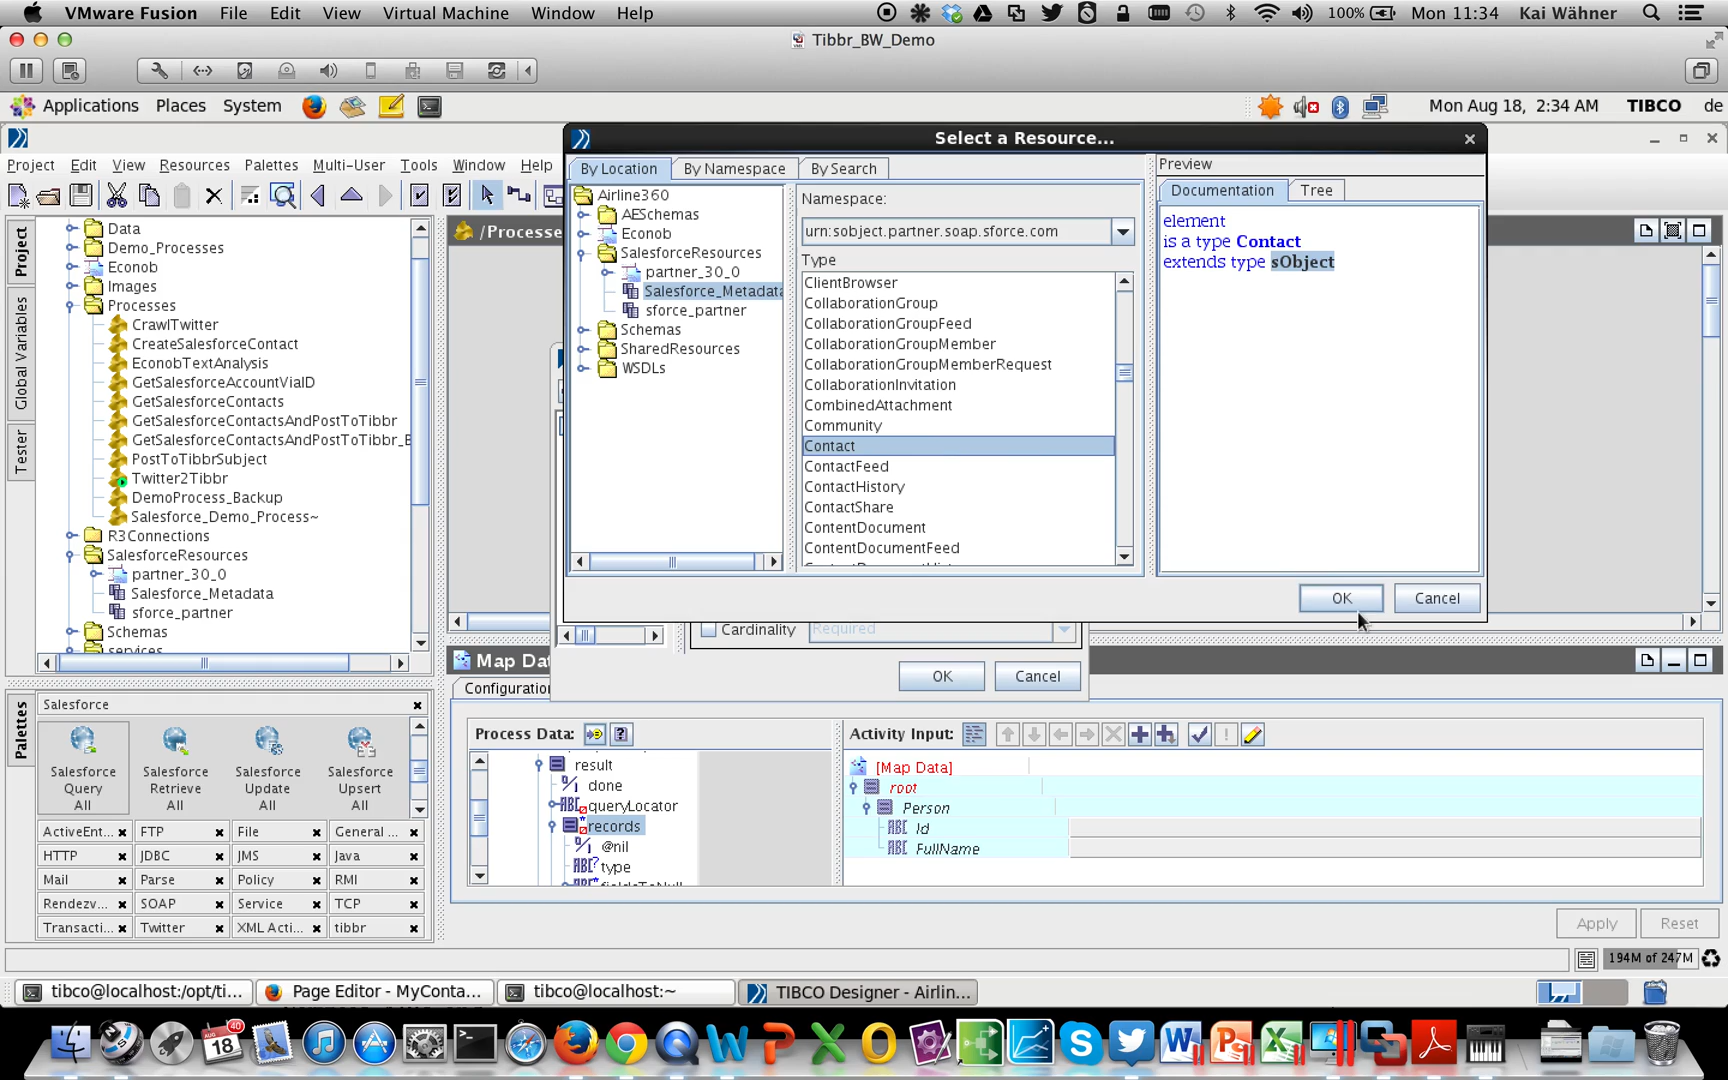 VMware Fusion File Edit View Virtual Machine Window Help 100% Mon 11:34 Kai Wähner
Tibbr_BW_Demo
Applications Places System Mon Aug 18, 2:34 AM TIBCO de
Select a Resource...
Project Edit View Resources Palettes Multi-User Tools Window Help
By Location By Namespace By Search
Preview
Documentation Tree
Project
Global Variables
Tester
Data
Demo_Processes
Econob
Images
Processes
CrawlTwitter
CreateSalesforceContact
EconobTextAnalysis
GetSalesforceAccountViaID
GetSalesforceContacts
GetSalesforceContactsAndPostToTibbr
GetSalesforceContactsAndPostToTibbr_B
PostToTibbrSubject
Twitter2Tibbr
DemoProcess_Backup
Salesforce_Demo_Process~
R3Connections
SalesforceResources
partner_30_0
Salesforce_Metadata
sforce_partner
Schemas
services
/Processe
Airline360
AESchemas
Econob
SalesforceResources
partner_30_0
Salesforce_Metadata
sforce_partner
Schemas
SharedResources
WSDLs
Namespace:
urn:sobject.partner.soap.sforce.com
Type
ClientBrowser
CollaborationGroup
CollaborationGroupFeed
CollaborationGroupMember
CollaborationGroupMemberRequest
CollaborationInvitation
CombinedAttachment
Community
Contact
ContactFeed
ContactHistory
ContactShare
ContentDocument
ContentDocumentFeed
element
is a type Contact
extends type sObject
OK Cancel
Cardinality Required
OK Cancel
Map Da
Configuration
Process Data:
result
done
queryLocator
records
@nil
type
fieldsToNull
Activity Input:
[Map Data]
root
Person
Id
FullName
Apply Reset
194M of 247M
Palettes
Salesforce
Salesforce Query All
Salesforce Retrieve All
Salesforce Update All
Salesforce Upsert All
ActiveEnt... FTP File General ...
HTTP JDBC JMS Java
Mail Parse Policy RMI
Rendezv... SOAP Service TCP
Transacti... Twitter XML Acti... tibbr
tibco@localhost:/opt/ti... Page Editor - MyConta... tibco@localhost:~ TIBCO Designer - Airlin...
40
18